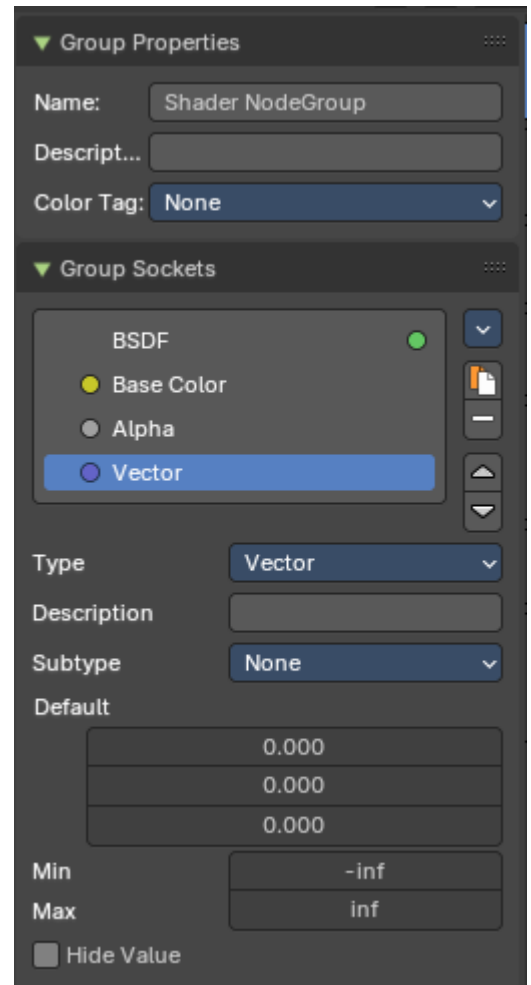 Group Properties
Name: Shader NodeGroup
Descript...
Color Tag: None
Group Sockets
BSDF
Base Color
Alpha
Vector
Type Vector
Description
Subtype None
Default
0.000
0.000
0.000
Min -inf
Max inf
Hide Value